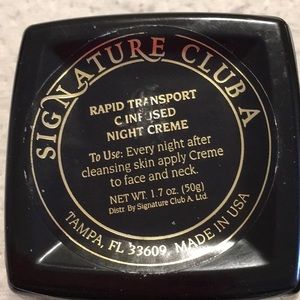 SIGNATURE CLUB A
RAPID TRANSPORT
C INFUSED
NIGHT CREME
To Use: Every night after
cleansing skin apply Creme
to face and neck.
NET WT. 1.7 oz. (50g)
Distr. By Signature Club A. Ltd.
TAMPA, FL 33609. MADE IN USA